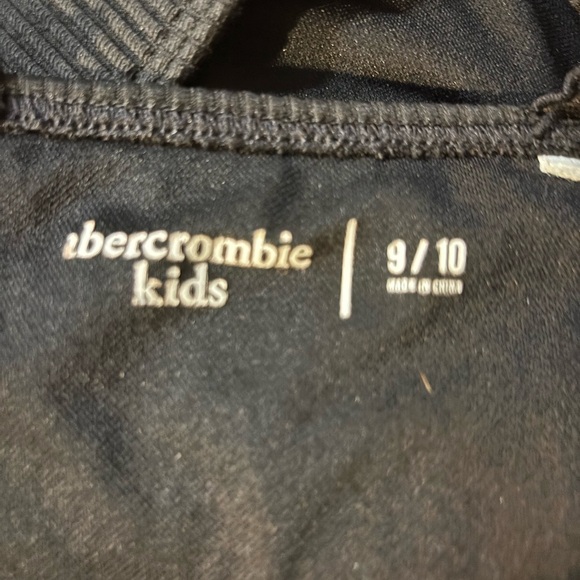 abercrombie
kids
9 / 10
MADE IN CHINA